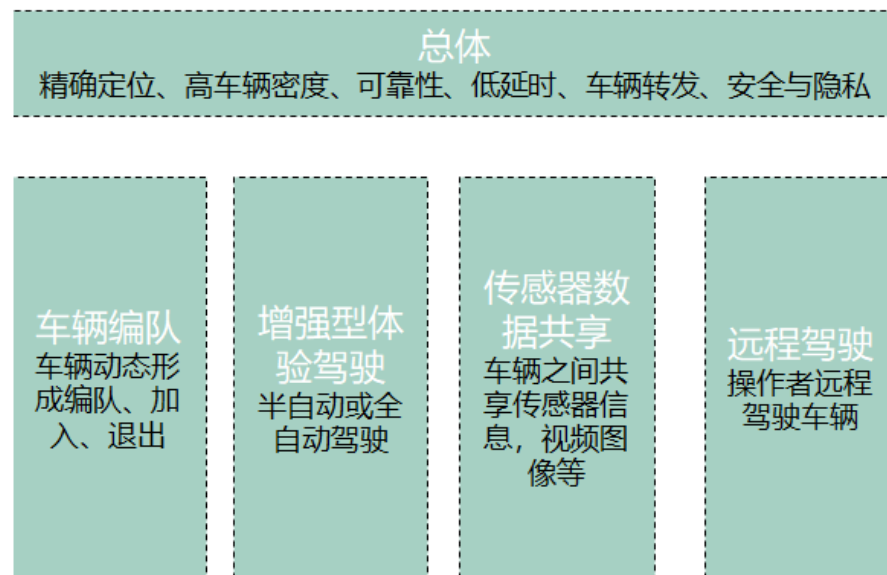 总体
精确定位、高车辆密度、可靠性、低延时、车辆转发、安全与隐私
车辆编队
车辆动态形
成编队、加
入、退出
增强型体
验驾驶
半自动或全
自动驾驶
传感器数
据共享
车辆之间共
享传感器信
息，视频图
像等
远程驾驶
操作者远程
驾驶车辆